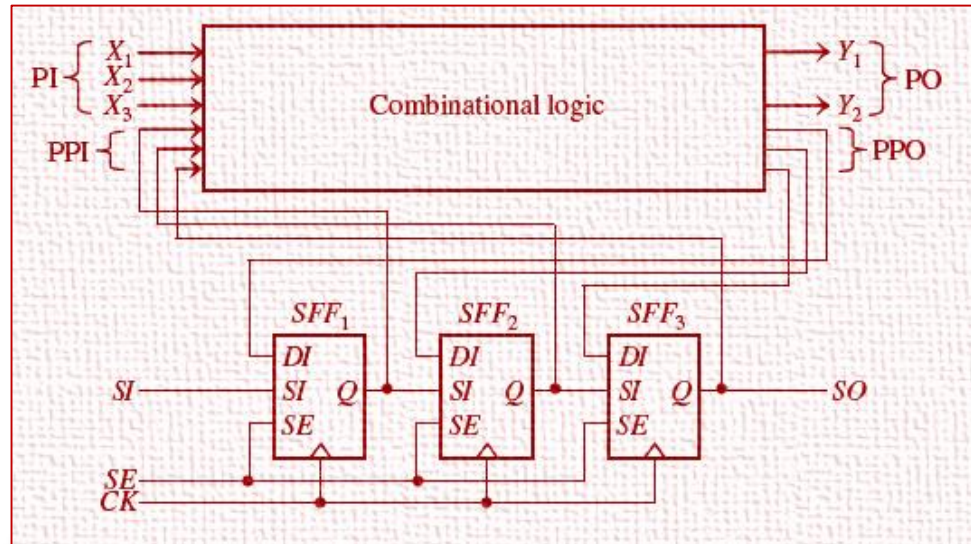 PI X₁ Y₁ PO
X₂
X₃ Combinational logic Y₂
PPI PPO
SFF₁ SFF₂ SFF₃
DI DI DI
SI SI Q SI Q SI Q SO
SE SE SE
SE
CK